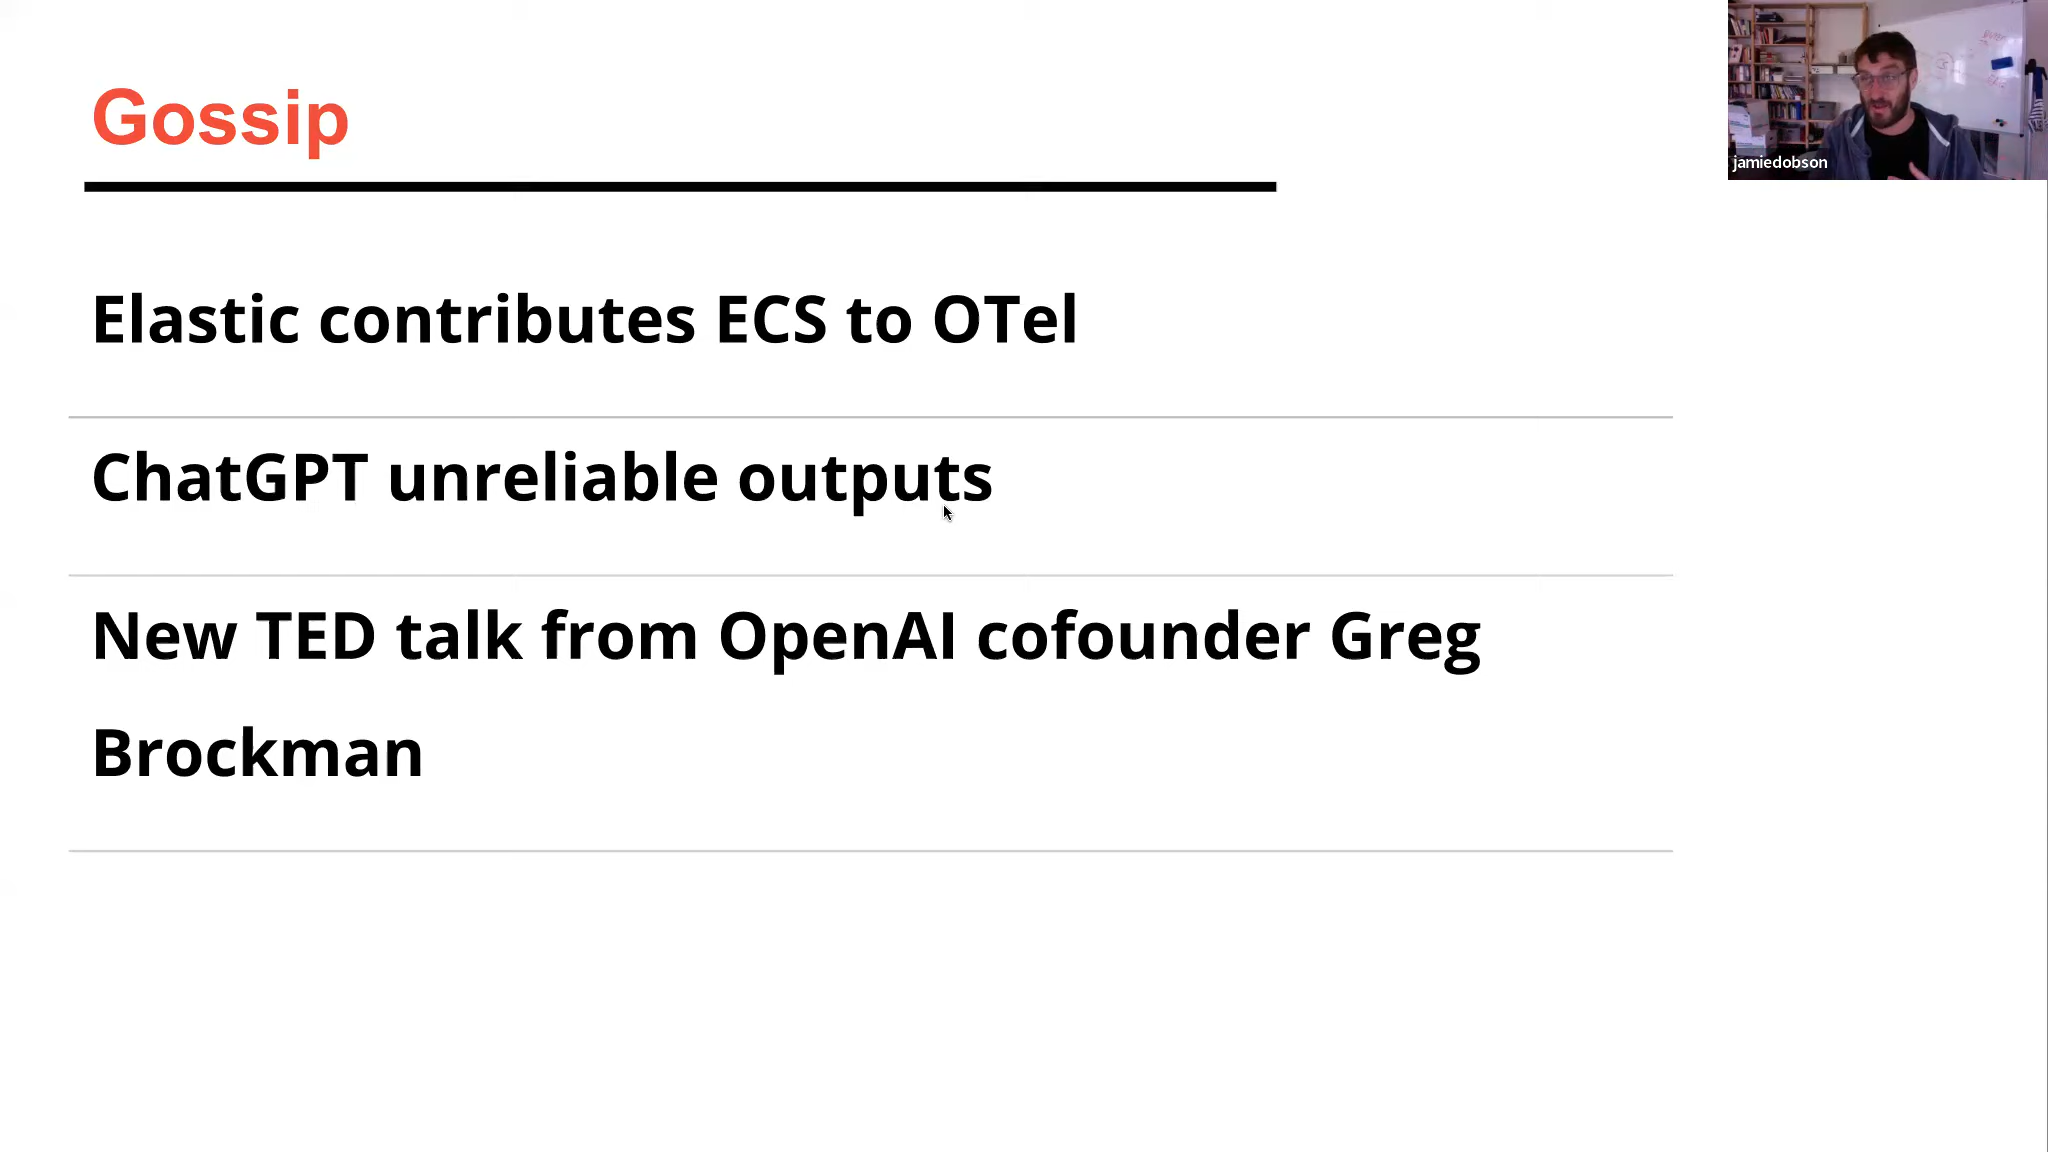 Gossip
jamiedobson
Elastic contributes ECS to OTel
ChatGPT unreliable outputs
New TED talk from OpenAI cofounder Greg
Brockman